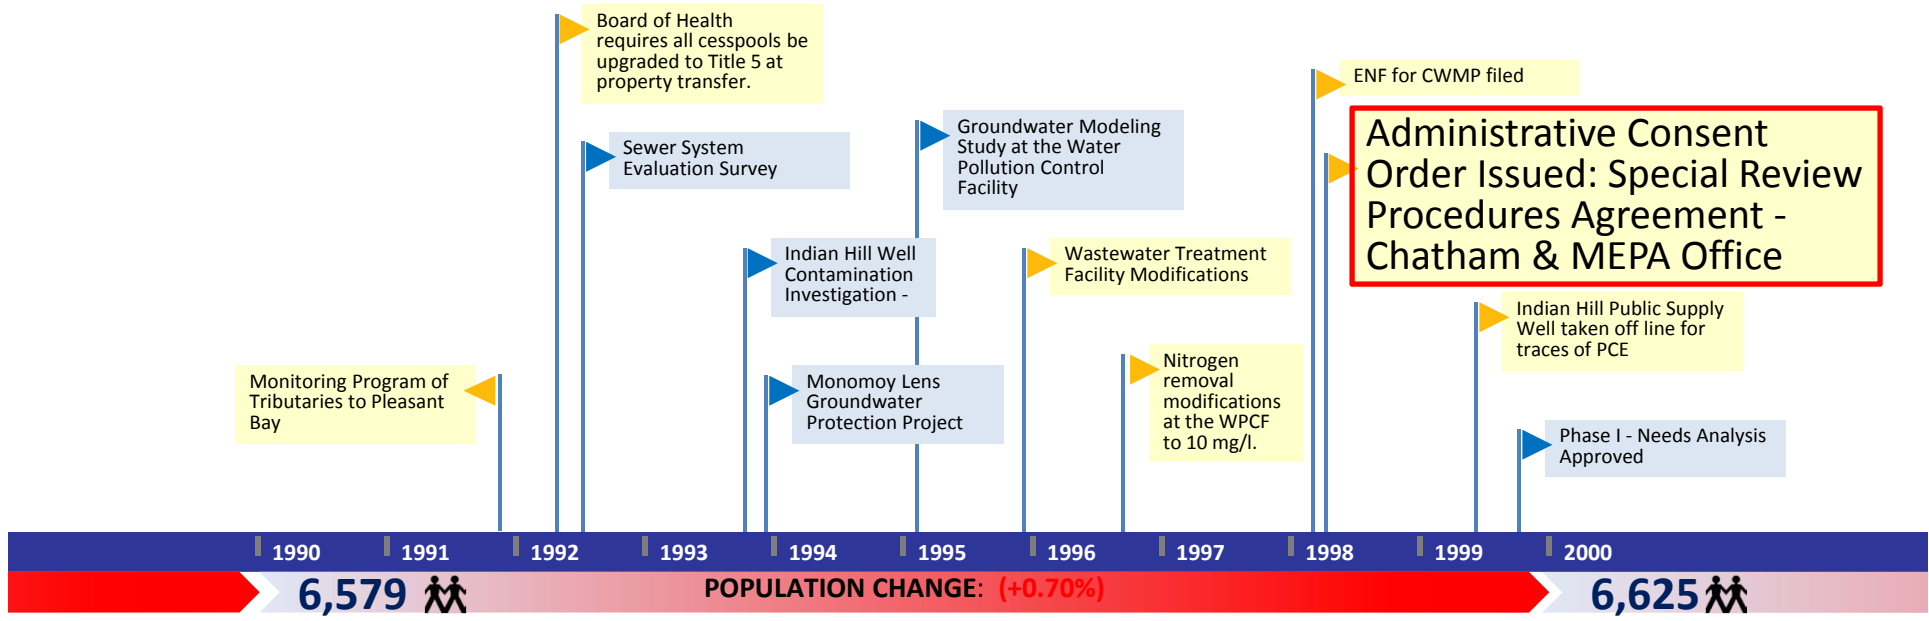 Board of Health
requires all cesspools be
upgraded to Title 5 at
property transfer.
ENF for CWMP filed
Sewer System
Evaluation Survey
Groundwater Modeling
Study at the Water
Pollution Control
Facility
Administrative Consent
Order Issued: Special Review
Procedures Agreement -
Chatham & MEPA Office
Indian Hill Well
Contamination
Investigation -
Wastewater Treatment
Facility Modifications
Indian Hill Public Supply
Well taken off line for
traces of PCE
Monitoring Program of
Tributaries to Pleasant
Bay
Monomoy Lens
Groundwater
Protection Project
Nitrogen
removal
modifications
at the WPCF
to 10 mg/l.
Phase I - Needs Analysis
Approved
1990 1991 1992 1993 1994 1995 1996 1997 1998 1999 2000
6,579 POPULATION CHANGE: (+0.70%) 6,625